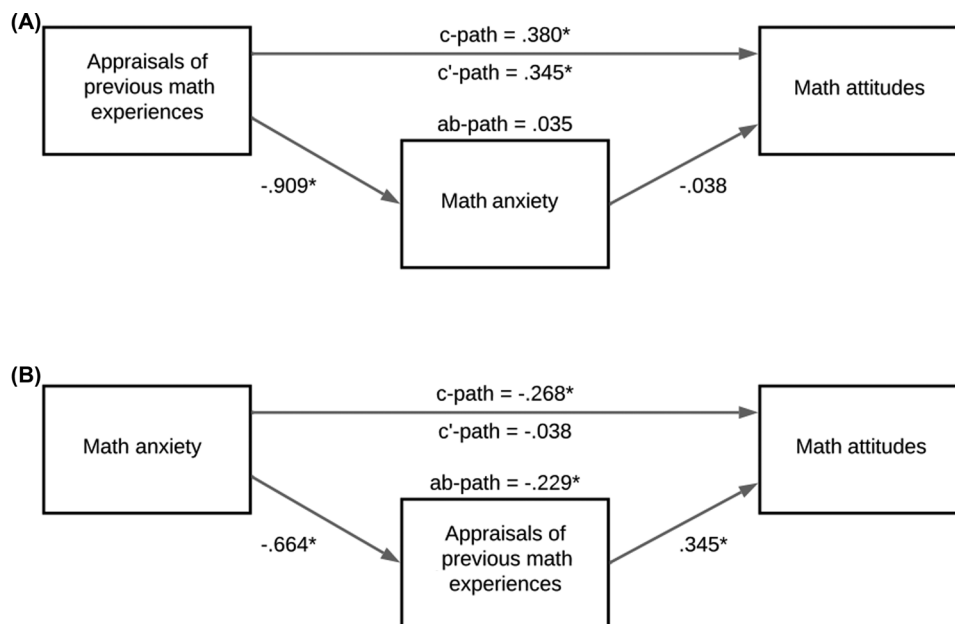 (A)
Appraisals of
previous math
experiences
c-path = .380*
c'-path = .345*
Math attitudes
ab-path = .035
-.909*
Math anxiety
-.038
(B)
Math anxiety
c-path = -.268*
c'-path = -.038
Math attitudes
ab-path = -.229*
-.664*
Appraisals of
previous math
experiences
.345*